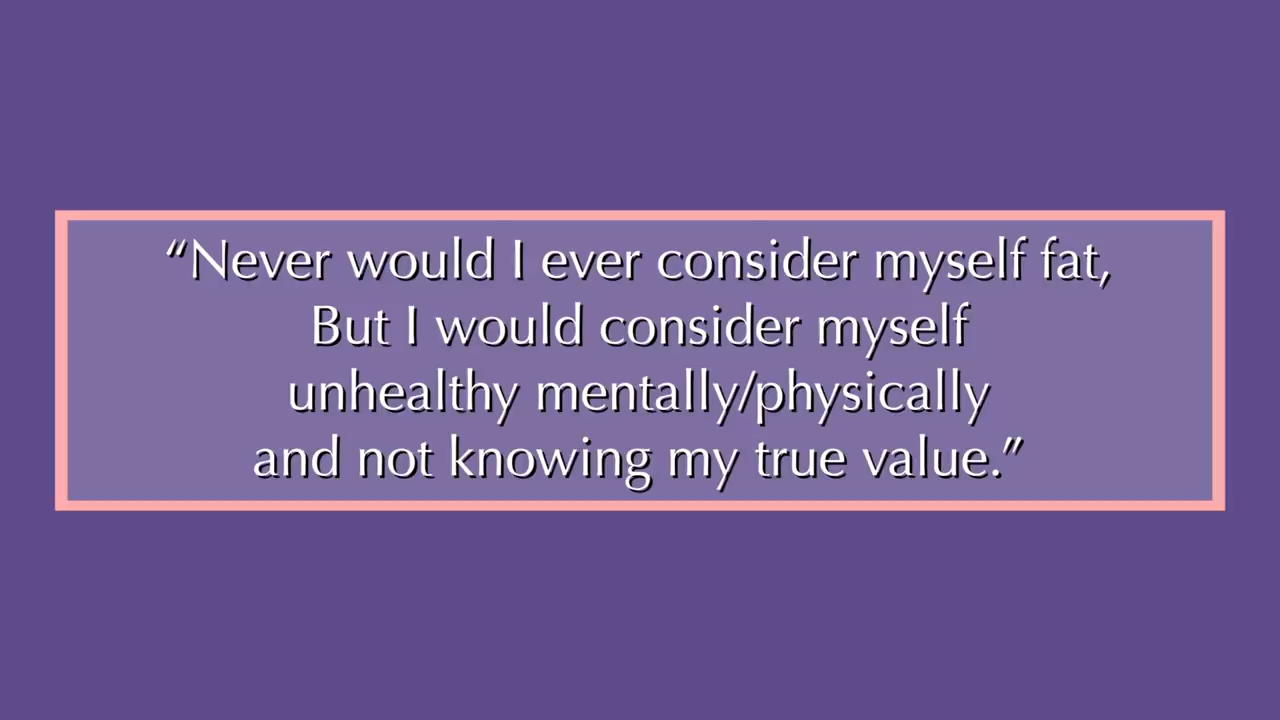 “Never would I ever consider myself fat,
But I would consider myself
unhealthy mentally/physically
and not knowing my true value.”